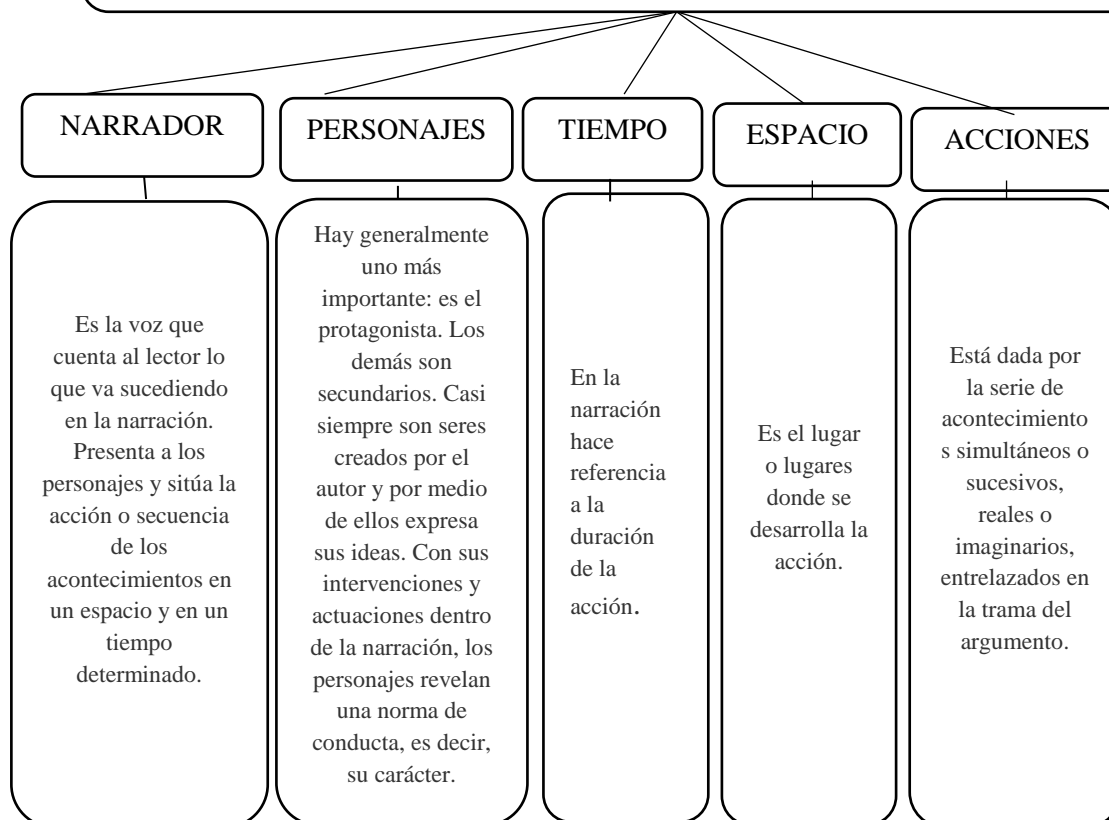 NARRADOR
PERSONAJES
TIEMPO
ESPACIO
ACCIONES
Es la voz que
cuenta al lector lo
que va sucediendo
en la narración.
Presenta a los
personajes y sitúa la
acción o secuencia
de los
acontecimientos en
un espacio y en un
tiempo
determinado.
Hay generalmente
uno más
importante: es el
protagonista. Los
demás son
secundarios. Casi
siempre son seres
creados por el
autor y por medio
de ellos expresa
sus ideas. Con sus
intervenciones y
actuaciones dentro
de la narración, los
personajes revelan
una norma de
conducta, es decir,
su carácter.
En la
narración
hace
referencia
a la
duración
de la
acción.
Es el lugar
o lugares
donde se
desarrolla la
acción.
Está dada por
la serie de
acontecimiento
s simultáneos o
sucesivos,
reales o
imaginarios,
entrelazados en
la trama del
argumento.